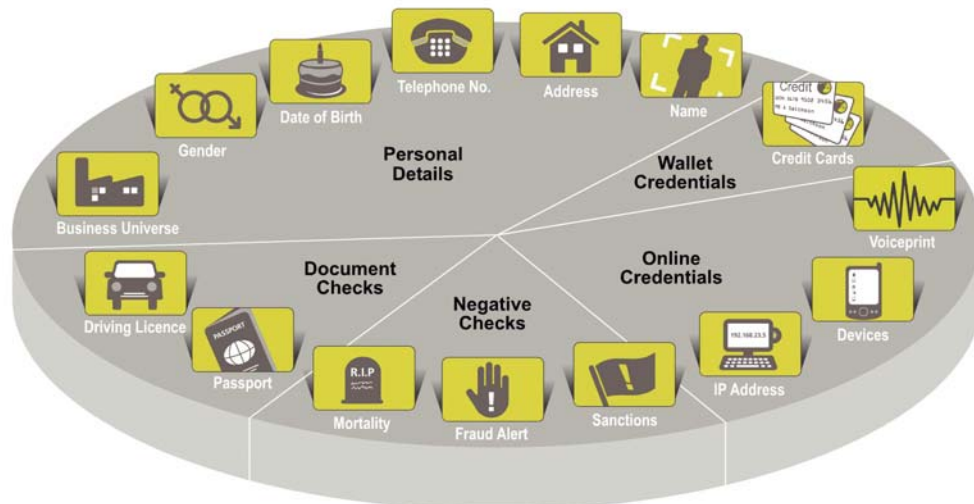 Telephone No.
Address
Date of Birth
Name
Gender
Credit
Credit Cards
Personal
Details
Wallet
Credentials
Business Universe
Voiceprint
Document
Checks
Online
Credentials
Driving Licence
PASSPORT
Passport
Negative
Checks
192.168.23.5
IP Address
Devices
R.I.P
Mortality
Fraud Alert
Sanctions